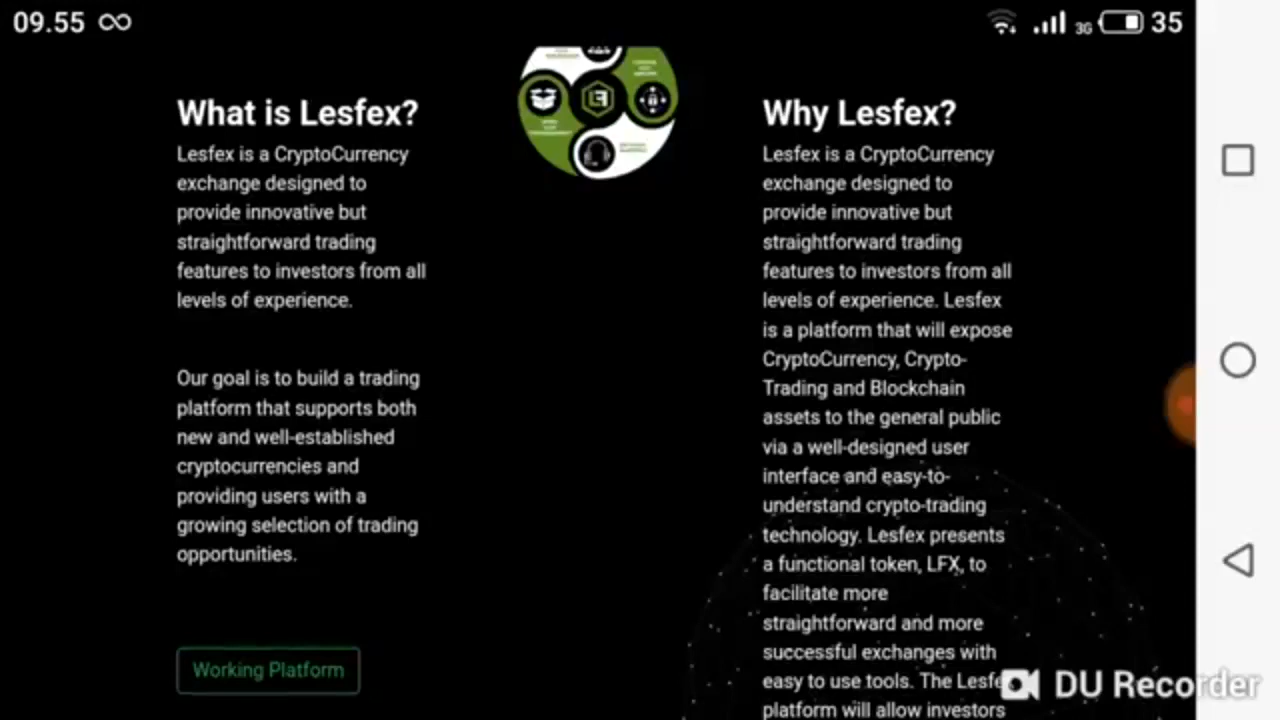 09.55
3G
35
What is Lesfex?
Lesfex is a CryptoCurrency
exchange designed to
provide innovative but
straightforward trading
features to investors from all
levels of experience.
Our goal is to build a trading
platform that supports both
new and well-established
cryptocurrencies and
providing users with a
growing selection of trading
opportunities.
Working Platform
Why Lesfex?
Lesfex is a CryptoCurrency
exchange designed to
provide innovative but
straightforward trading
features to investors from all
levels of experience. Lesfex
is a platform that will expose
CryptoCurrency, Crypto-
Trading and Blockchain
assets to the general public
via a well-designed user
interface and easy-to-
understand crypto-trading
technology. Lesfex presents
a functional token, LFX, to
facilitate more
straightforward and more
successful exchanges with
easy to use tools. The Lesfe
platform will allow investors
DU Recorder